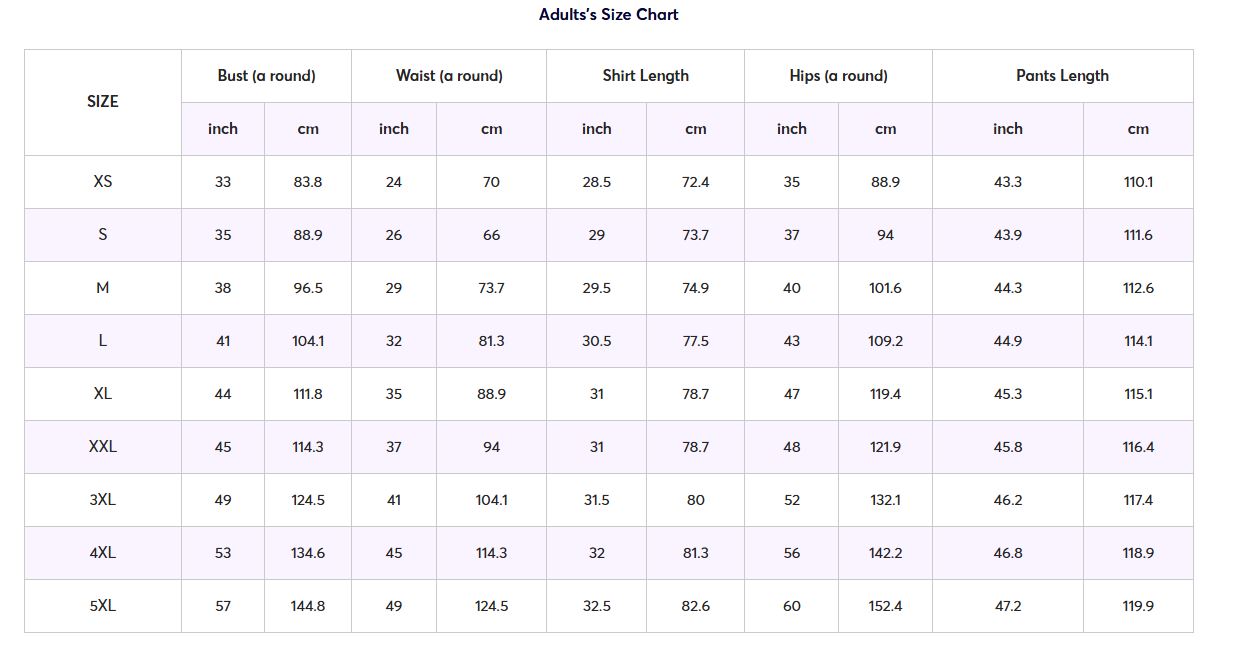 Adults's Size Chart
SIZE Bust (a round) Waist (a round) Shirt Length Hips (a round) Pants Length
inch cm inch cm inch cm inch cm inch cm
XS 33 83.8 24 70 28.5 72.4 35 88.9 43.3 110.1
S 35 88.9 26 66 29 73.7 37 94 43.9 111.6
M 38 96.5 29 73.7 29.5 74.9 40 101.6 44.3 112.6
L 41 104.1 32 81.3 30.5 77.5 43 109.2 44.9 114.1
XL 44 111.8 35 88.9 31 78.7 47 119.4 45.3 115.1
XXL 45 114.3 37 94 31 78.7 48 121.9 45.8 116.4
3XL 49 124.5 41 104.1 31.5 80 52 132.1 46.2 117.4
4XL 53 134.6 45 114.3 32 81.3 56 142.2 46.8 118.9
5XL 57 144.8 49 124.5 32.5 82.6 60 152.4 47.2 119.9